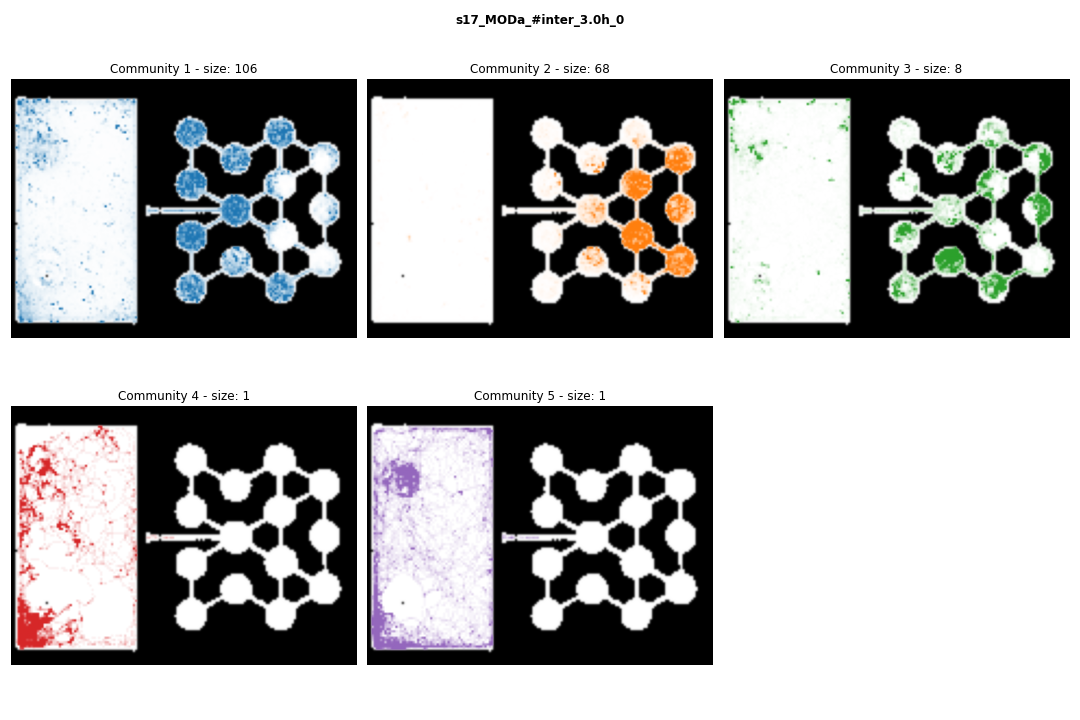 s17_MODa_#inter_3.0h_0
Community 1 - size: 106
Community 2 - size: 68
Community 3 - size: 8
Community 4 - size: 1
Community 5 - size: 1